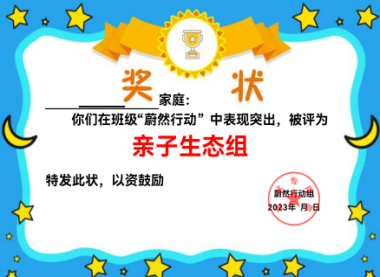 奖 状
家庭：
你们在班级“蔚然行动”中表现突出，被评为
亲子生态组
特发此状，以资鼓励
蔚然行动组
2023年 月 日